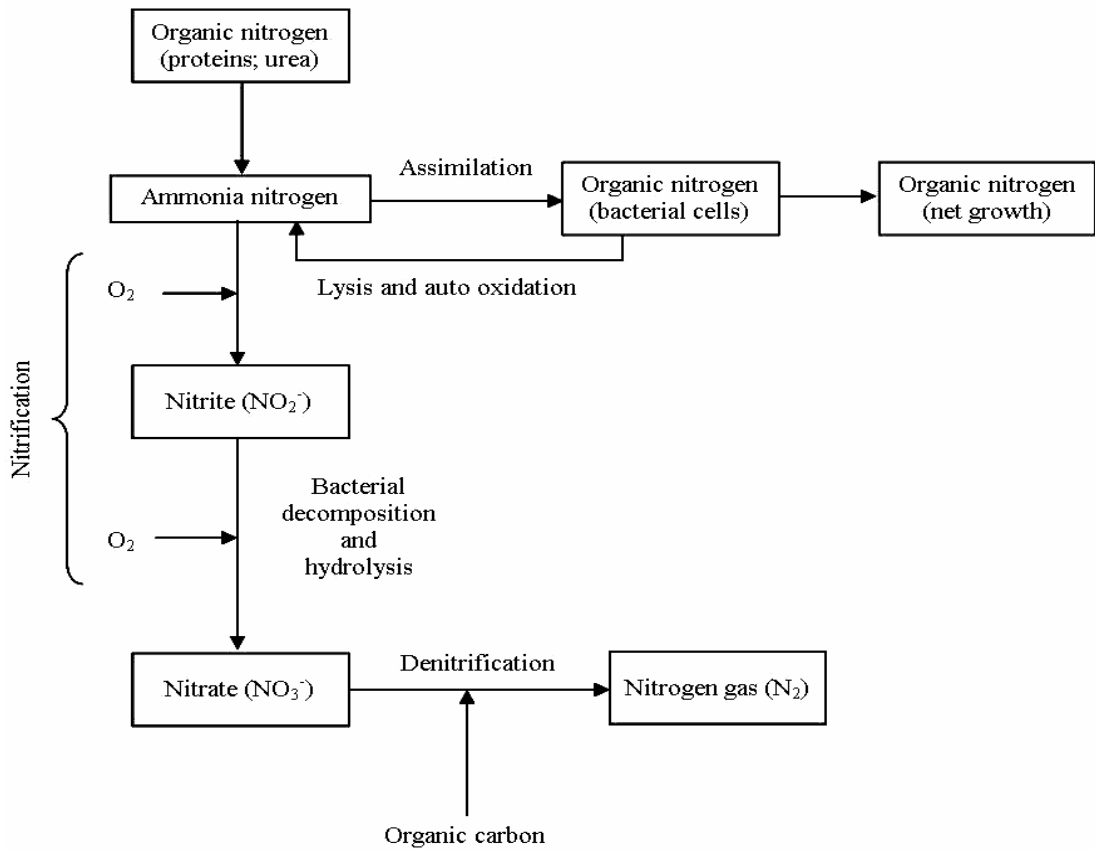 Organic nitrogen
(proteins; urea)
Assimilation
Ammonia nitrogen
Organic nitrogen
(bacterial cells)
Organic nitrogen
(net growth)
O₂
Lysis and auto oxidation
Nitrification
Nitrite (NO₂⁻)
Bacterial
decomposition
and
hydrolysis
O₂
Denitrification
Nitrate (NO₃⁻)
Nitrogen gas (N₂)
Organic carbon